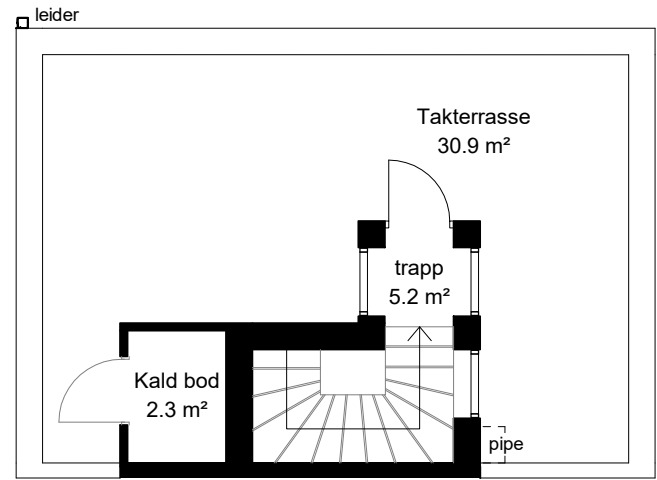 leider
Takterrasse
30.9 m²
trapp
5.2 m²
Kald bod
2.3 m²
pipe